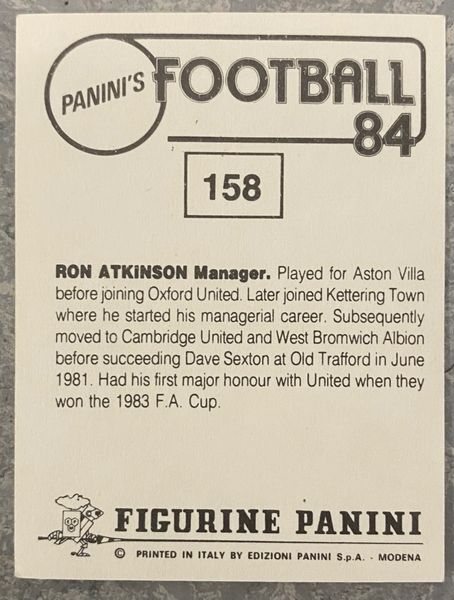 PANINI'S FOOTBALL
84
158
RON ATKINSON Manager. Played for Aston Villa
before joining Oxford United. Later joined Kettering Town
where he started his managerial career. Subsequently
moved to Cambridge United and West Bromwich Albion
before succeeding Dave Sexton at Old Trafford in June
1981. Had his first major honour with United when they
won the 1983 F.A. Cup.
FIGURINE PANINI
© PRINTED IN ITALY BY EDIZIONI PANINI S.p.A. - MODENA